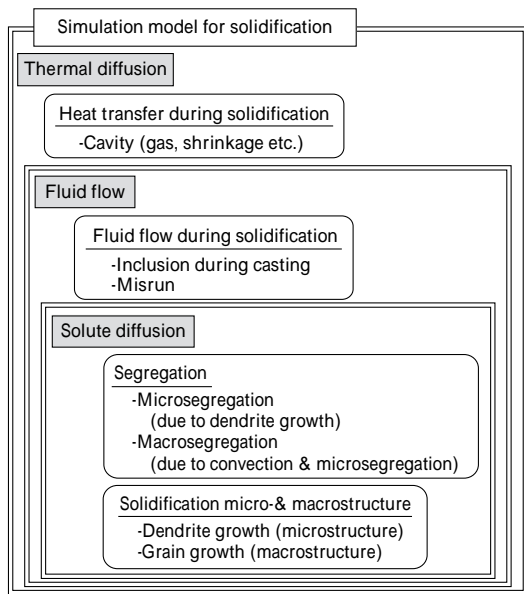 Simulation model for solidification
Thermal diffusion
Heat transfer during solidification
-Cavity (gas, shrinkage etc.)
Fluid flow
Fluid flow during solidification
-Inclusion during casting
-Misrun
Solute diffusion
Segregation
-Microsegregation
(due to dendrite growth)
-Macrosegregation
(due to convection & microsegregation)
Solidification micro-& macrostructure
-Dendrite growth (microstructure)
-Grain growth (macrostructure)